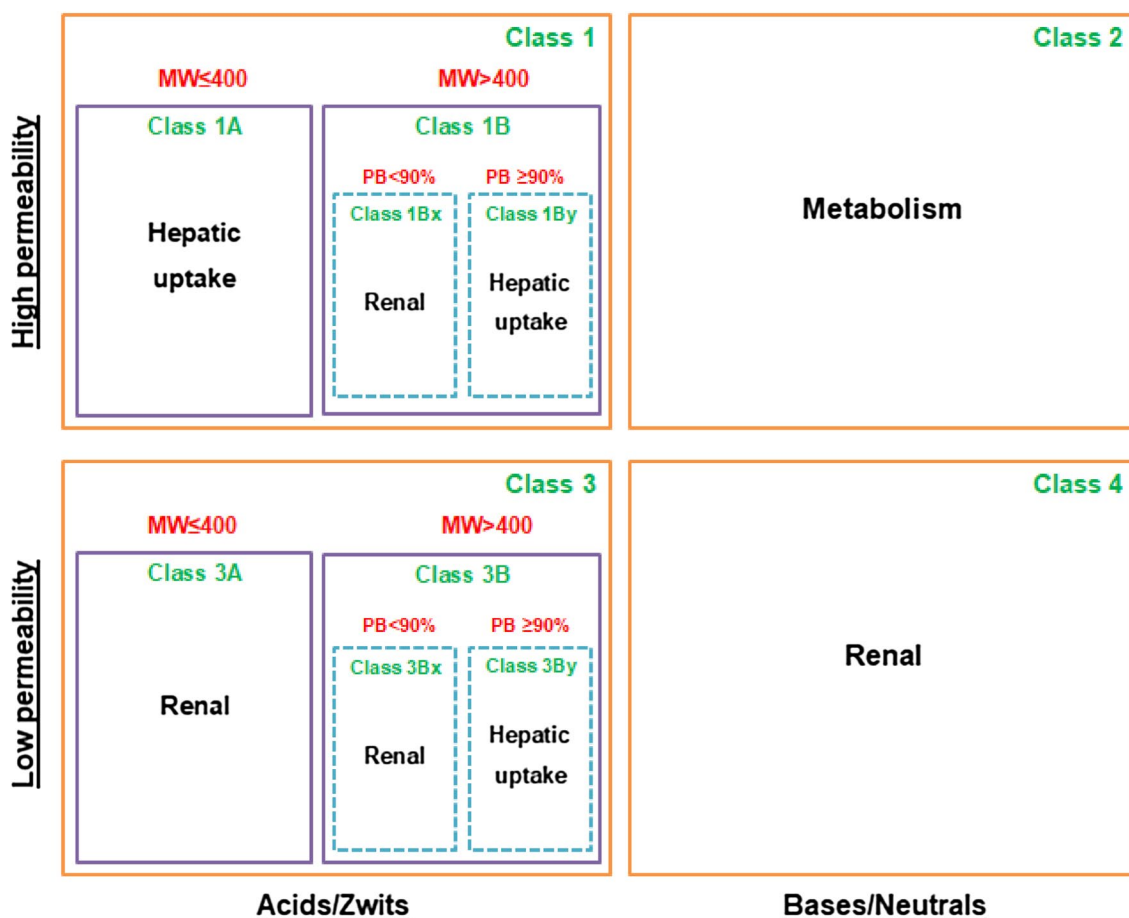 Class 1
MW≤400
MW>400
Class 1A
Class 1B
PB<90%
PB ≥90%
Class 1Bx
Class 1By
Hepatic
uptake
Renal
Hepatic
uptake
Class 2
Metabolism
High permeability
Class 3
MW≤400
MW>400
Class 3A
Class 3B
PB<90%
PB ≥90%
Class 3Bx
Class 3By
Renal
Renal
Hepatic
uptake
Class 4
Renal
Low permeability
Acids/Zwits
Bases/Neutrals